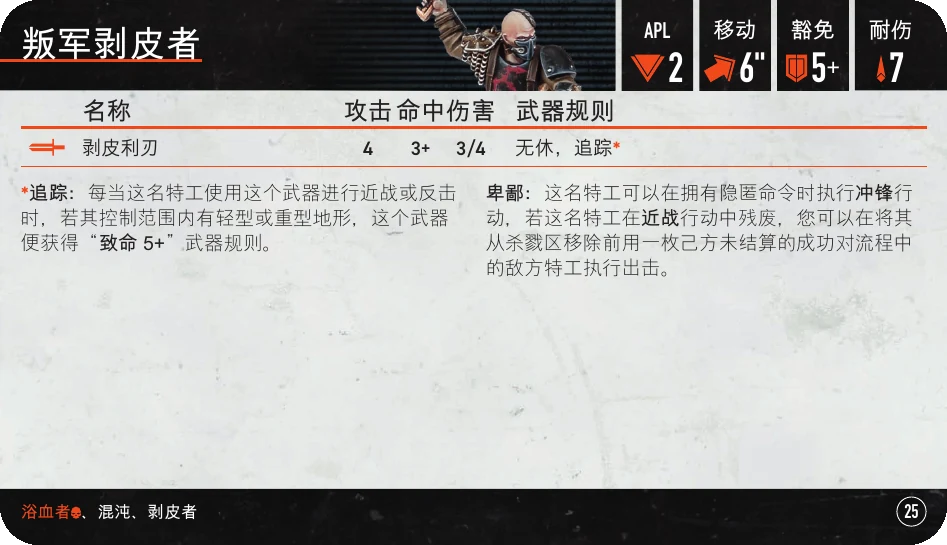 叛军剥皮者
APL 移动 豁免 耐伤
2 6" 5+ 7
名称 攻击 命中 伤害 武器规则
剥皮利刃 4 3+ 3/4 无休，追踪*
*追踪：每当这名特工使用这个武器进行近战或反击
时，若其控制范围内有轻型或重型地形，这个武器
便获得“致命 5+”武器规则。
卑鄙：这名特工可以在拥有隐匿命令时执行冲锋行
动，若这名特工在近战行动中残废，您可以在将其
从杀戮区移除前用一枚己方未结算的成功对流程中
的敌方特工执行出击。
浴血者、混沌、剥皮者
25